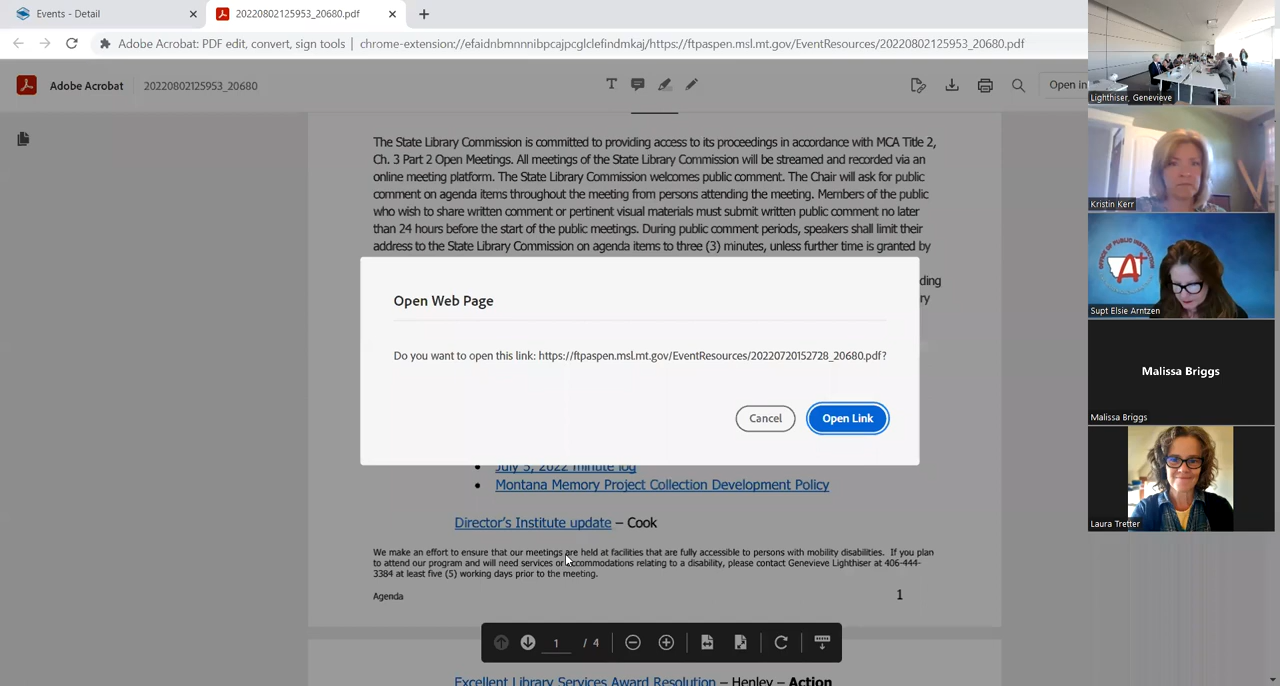 Events - Detail
20220802125953_20680.pdf
Adobe Acrobat: PDF edit, convert, sign tools
chrome-extension://efaidnbmnnnibpcajpcglclefindmkaj/https://ftpaspen.msl.mt.gov/EventResources/20220802125953_20680.pdf
Adobe Acrobat
20220802125953_20680
Open in
The State Library Commission is committed to providing access to its proceedings in accordance with MCA Title 2,
Ch. 3 Part 2 Open Meetings. All meetings of the State Library Commission will be streamed and recorded via an
online meeting platform. The State Library Commission welcomes public comment. The Chair will ask for public
comment on agenda items throughout the meeting from persons attending the meeting. Members of the public
who wish to share written comment or pertinent visual materials must submit written public comment no later
than 24 hours before the start of the public meetings. During public comment periods, speakers shall limit their
address to the State Library Commission on agenda items to three (3) minutes, unless further time is granted by
ding
ry
Open Web Page
Do you want to open this link: https://ftpaspen.msl.mt.gov/EventResources/20220720152728_20680.pdf?
Cancel
Open Link
• July 5, 2022 minute log
• Montana Memory Project Collection Development Policy
Director's Institute update – Cook
We make an effort to ensure that our meetings are held at facilities that are fully accessible to persons with mobility disabilities. If you plan
to attend our program and will need services or accommodations relating to a disability, please contact Genevieve Lighthiser at 406-444-
3384 at least five (5) working days prior to the meeting.
Agenda
1
1 / 4
Excellent Library Services Award Resolution – Henley – Action
Lighthiser, Genevieve
Kristin Kerr
OFFICE OF PUBLIC INSTRUCTION
A+
Supt Elsie Arntzen
Malissa Briggs
Malissa Briggs
Laura Tretter